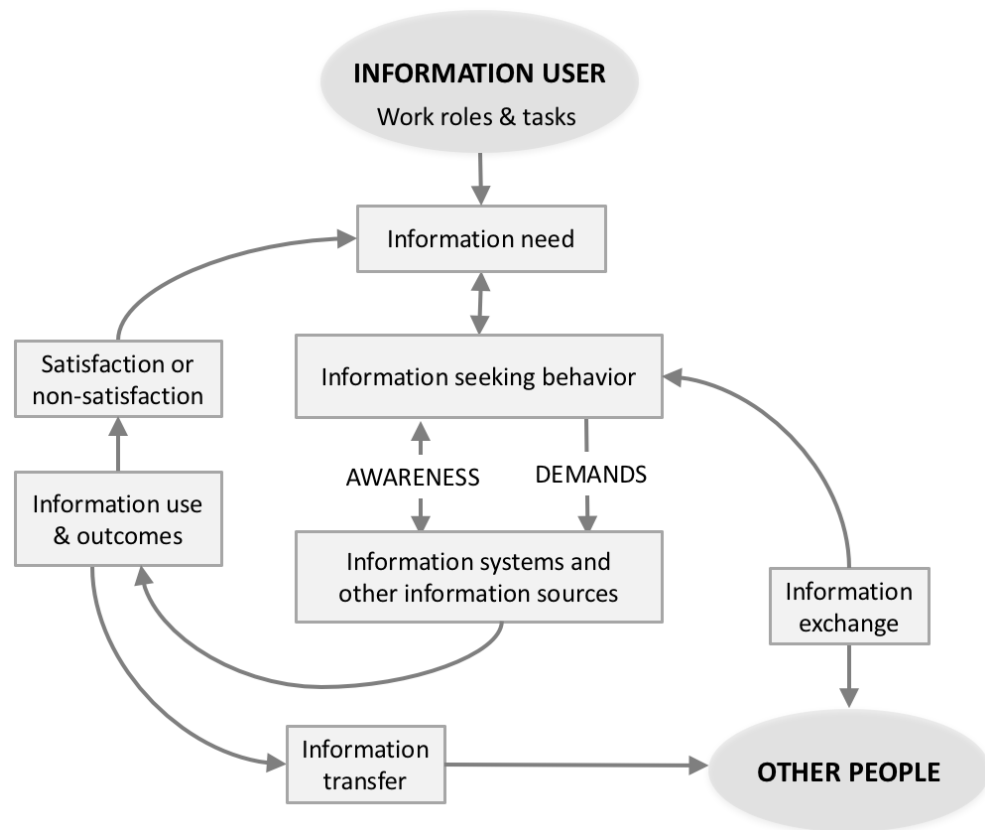 INFORMATION USER
Work roles & tasks
Information need
Satisfaction or
non-satisfaction
Information seeking behavior
AWARENESS
DEMANDS
Information use
& outcomes
Information systems and
other information sources
Information
exchange
Information
transfer
OTHER PEOPLE